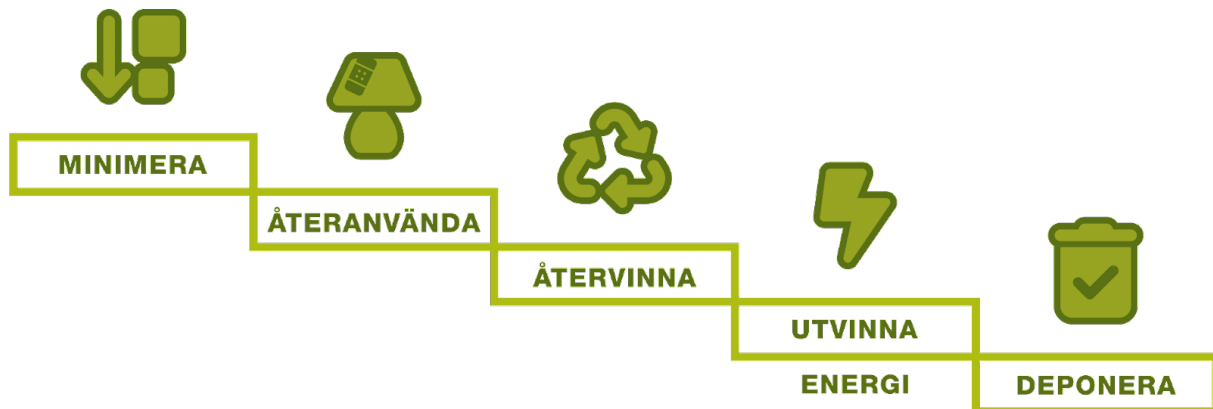 MINIMERA
ÅTERANVÄNDA
ÅTERVINNA
UTVINNA
ENERGI
DEPONERA